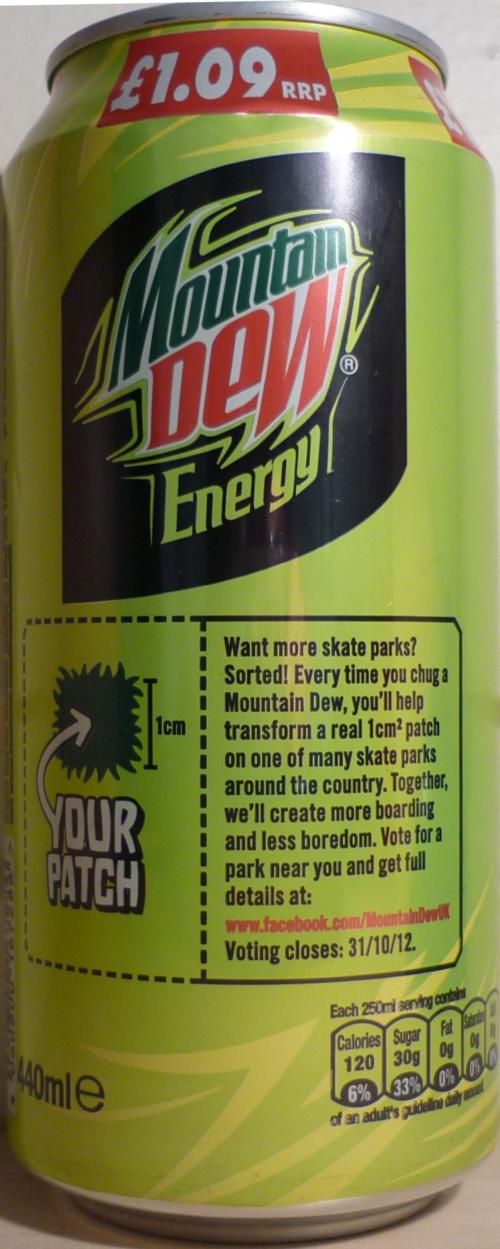 £1.09 RRP
Mountain
Dew®
Energy
Want more skate parks?
Sorted! Every time you chug a
Mountain Dew, you'll help
transform a real 1cm² patch
on one of many skate parks
around the country. Together,
we'll create more boarding
and less boredom. Vote for a
park near you and get full
details at:
www.facebook.com/MountainDewUK
Voting closes: 31/10/12.
1cm
YOUR
PATCH
Each 250ml serving contains
Calories Sugar Fat
120 30g 0g 0g
6% 33% 0% 0%
of an adult's guideline daily amount
440ml e